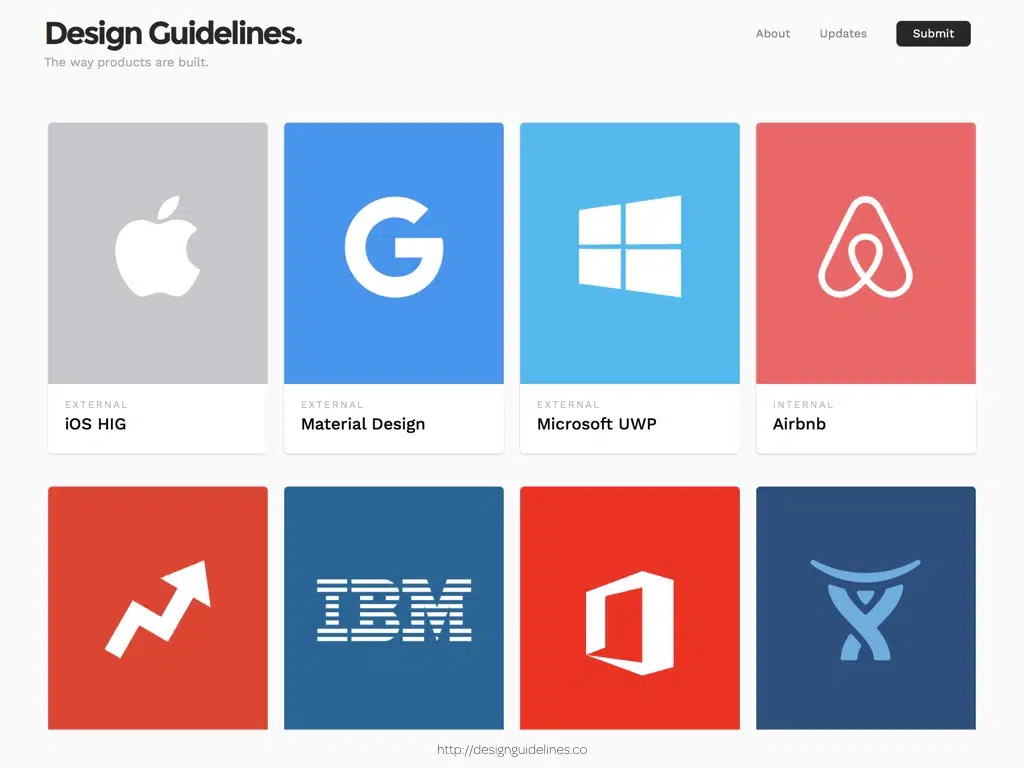 Design Guidelines.
The way products are built.
About Updates Submit
EXTERNAL
iOS HIG
EXTERNAL
Material Design
EXTERNAL
Microsoft UWP
INTERNAL
Airbnb
IBM
http://designguidelines.co